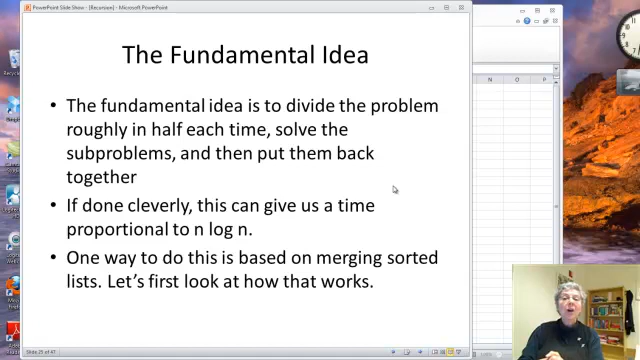 PowerPoint Slide Show - [Recursive] - Microsoft PowerPoint
The Fundamental Idea
• The fundamental idea is to divide the problem
roughly in half each time, solve the
subproblems, and then put them back
together
• If done cleverly, this can give us a time
proportional to n log n.
• One way to do this is based on merging sorted
lists. Let's first look at how that works.
N O P